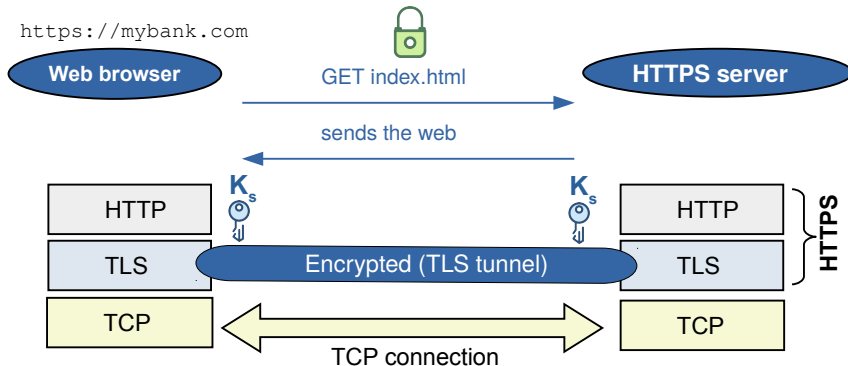 https://mybank.com
Web browser
GET index.html
HTTPS server
sends the web
Ks
Ks
HTTP
HTTP
HTTPS
TLS
Encrypted (TLS tunnel)
TLS
TCP
TCP
TCP connection